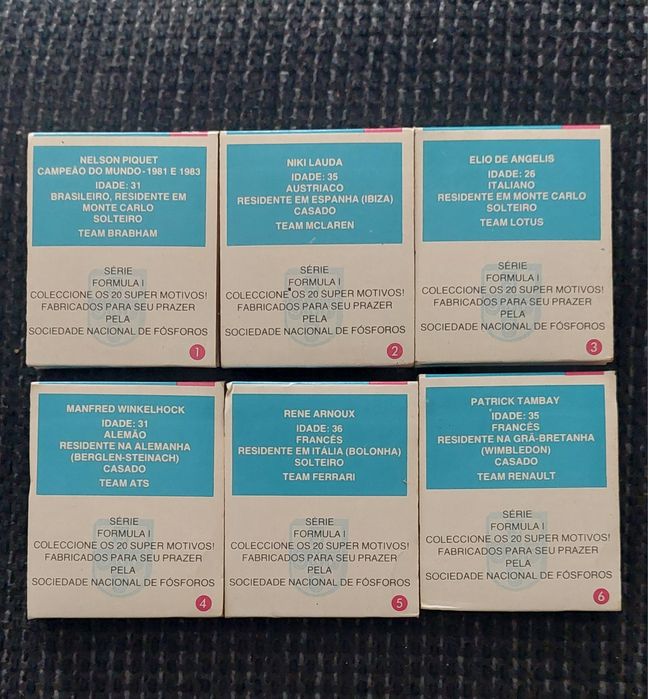 NELSON PIQUET
CAMPEÃO DO MUNDO - 1981 E 1983
IDADE: 31
BRASILEIRO, RESIDENTE EM
MONTE CARLO
SOLTEIRO
TEAM BRABHAM
SÉRIE
FORMULA I
COLECCIONE OS 20 SUPER MOTIVOS!
FABRICADOS PARA SEU PRAZER
PELA
SOCIEDADE NACIONAL DE FÓSFOROS
1
NIKI LAUDA
IDADE: 35
AUSTRIACO
RESIDENTE EM ESPANHA (IBIZA)
CASADO
TEAM MCLAREN
SÉRIE
FORMULA I
COLECCIONE OS 20 SUPER MOTIVOS!
FABRICADOS PARA SEU PRAZER
PELA
SOCIEDADE NACIONAL DE FÓSFOROS
2
ELIO DE ANGELIS
IDADE: 26
ITALIANO
RESIDENTE EM MONTE CARLO
SOLTEIRO
TEAM LOTUS
SÉRIE
FORMULA I
COLECCIONE OS 20 SUPER MOTIVOS!
FABRICADOS PARA SEU PRAZER
PELA
SOCIEDADE NACIONAL DE FÓSFOROS
3
MANFRED WINKELHOCK
IDADE: 31
ALEMÃO
RESIDENTE NA ALEMANHA
(BERGLEN-STEINACH)
CASADO
TEAM ATS
SÉRIE
FORMULA I
COLECCIONE OS 20 SUPER MOTIVOS!
FABRICADOS PARA SEU PRAZER
PELA
SOCIEDADE NACIONAL DE FÓSFOROS
4
RENE ARNOUX
IDADE: 36
FRANCÊS
RESIDENTE EM ITÁLIA (BOLONHA)
SOLTEIRO
TEAM FERRARI
SÉRIE
FORMULA I
COLECCIONE OS 20 SUPER MOTIVOS!
FABRICADOS PARA SEU PRAZER
PELA
SOCIEDADE NACIONAL DE FÓSFOROS
5
PATRICK TAMBAY
IDADE: 35
FRANCÊS
RESIDENTE NA GRÃ-BRETANHA
(WIMBLEDON)
CASADO
TEAM RENAULT
SÉRIE
FORMULA I
COLECCIONE OS 20 SUPER MOTIVOS!
FABRICADOS PARA SEU PRAZER
PELA
SOCIEDADE NACIONAL DE FÓSFOROS
6